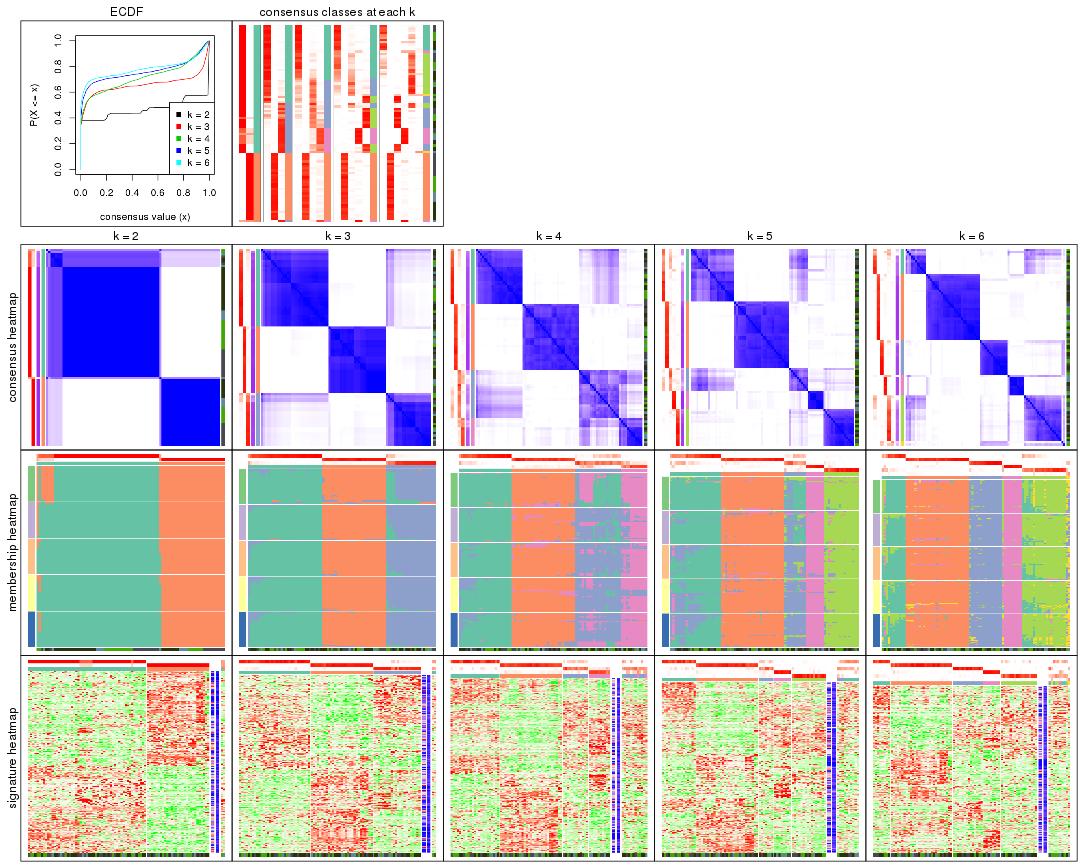 ECDF
consensus classes at each k
P(X <= x)
0.0
0.2
0.4
0.6
0.8
1.0
k = 2
k = 3
k = 4
k = 5
k = 6
0.0 0.2 0.4 0.6 0.8 1.0
consensus value (x)
k = 2
k = 3
k = 4
k = 5
k = 6
consensus heatmap
membership heatmap
signature heatmap